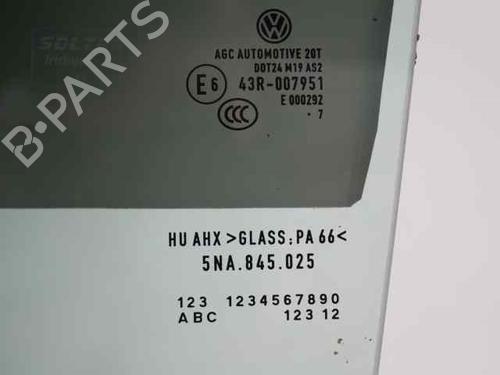 AGC AUTOMOTIVE 20T
DOT24 M19 AS2
E6 43R-007951
E 000292
CCC . 7
HU AHX >GLASS:PA 66<
5NA.845.025
123 1234567890
ABC 123 12
B-PARTS